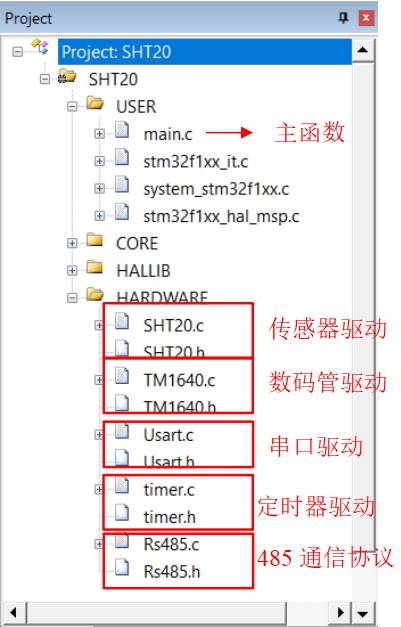 Project
Project: SHT20
SHT20
USER
main.c 主函数
stm32f1xx_it.c
system_stm32f1xx.c
stm32f1xx_hal_msp.c
CORE
HALLIB
HARDWARE
SHT20.c 传感器驱动
SHT20.h
TM1640.c 数码管驱动
TM1640.h
Usart.c 串口驱动
Usart.h
timer.c
timer.h 定时器驱动
Rs485.c 485 通信协议
Rs485.h